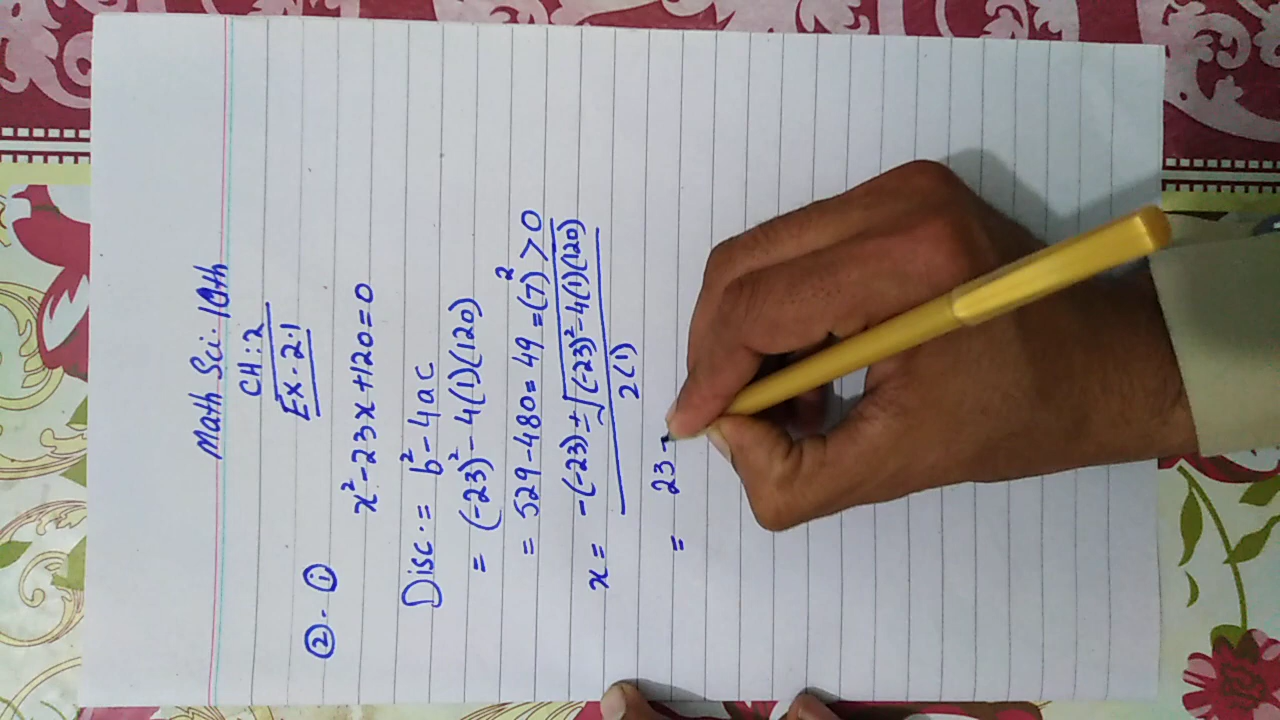 Math Sci. 10th
CH: 2
Ex - 2.1
② - ①
x² - 23x + 120 = 0
Disc. = b² - 4ac
= (-23)² - 4(1)(120)
= 529 - 480 = 49 = (7)² > 0
x = -(-23) ± √(-23)² - 4(1)(120)
2(1)
= 23 -